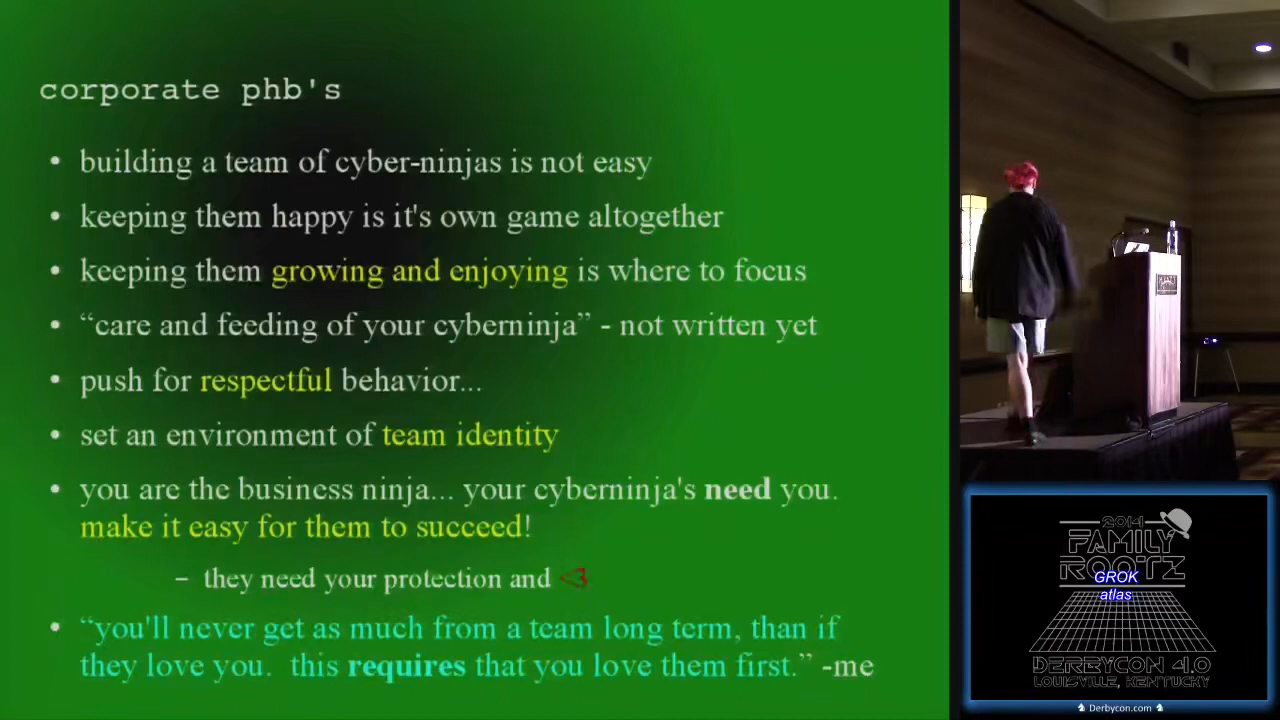 corporate phb's
• building a team of cyber-ninjas is not easy
• keeping them happy is it's own game altogether
• keeping them growing and enjoying is where to focus
• “care and feeding of your cyberninja” - not written yet
• push for respectful behavior...
• set an environment of team identity
• you are the business ninja... your cyberninja's need you.
make it easy for them to succeed!
– they need your protection and <3
• “you'll never get as much from a team long term, than if
they love you. this requires that you love them first.” -me
2014
FAMILY
ROOTZ
GROK
atlas
DERBYCON 4.0
LOUISVILLE, KENTUCKY
Derbycon.com